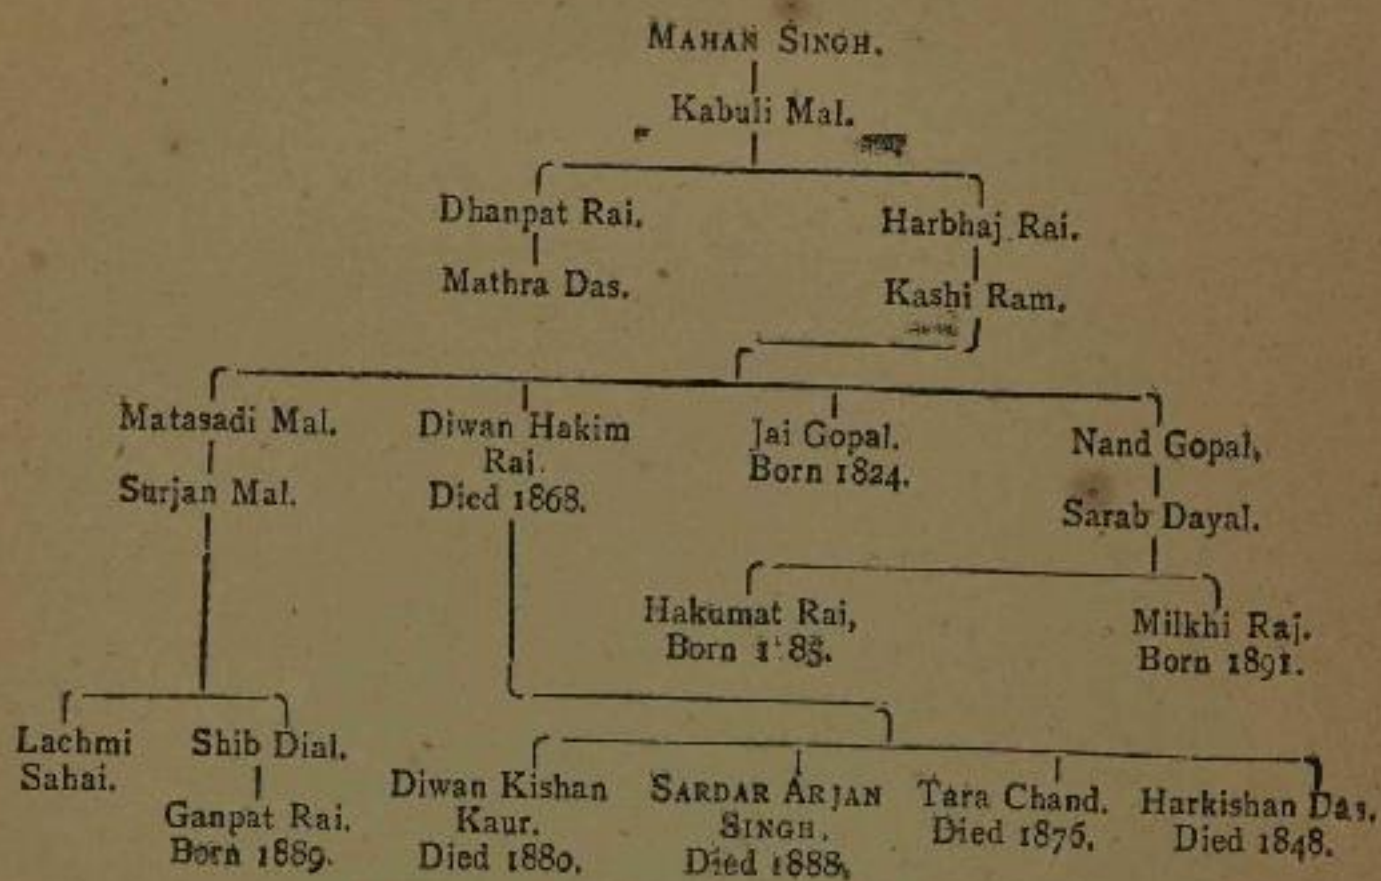 MAHAN SINGH.
Kabuli Mal.
Dhanpat Rai.
Harbhaj Rai.
Mathra Das.
Kashi Ram.
Matasadi Mal.
Diwan Hakim
Rai.
Died 1868.
Jai Gopal.
Born 1824.
Nand Gopal,
Surjan Mal.
Sarab Dayal.
Hakumat Rai,
Born
Milkhi Raj.
Born 1891.
Lachmi
Sahai.
Shib Dial.
Ganpat Rai.
Born 1889.
Diwan Kishan
Kaur.
Died 1880.
SARDAR ARJAN
SINGH.
Died 1888,
Tara Chand.
Died 1876.
Harkishan Das.
Died 1848.